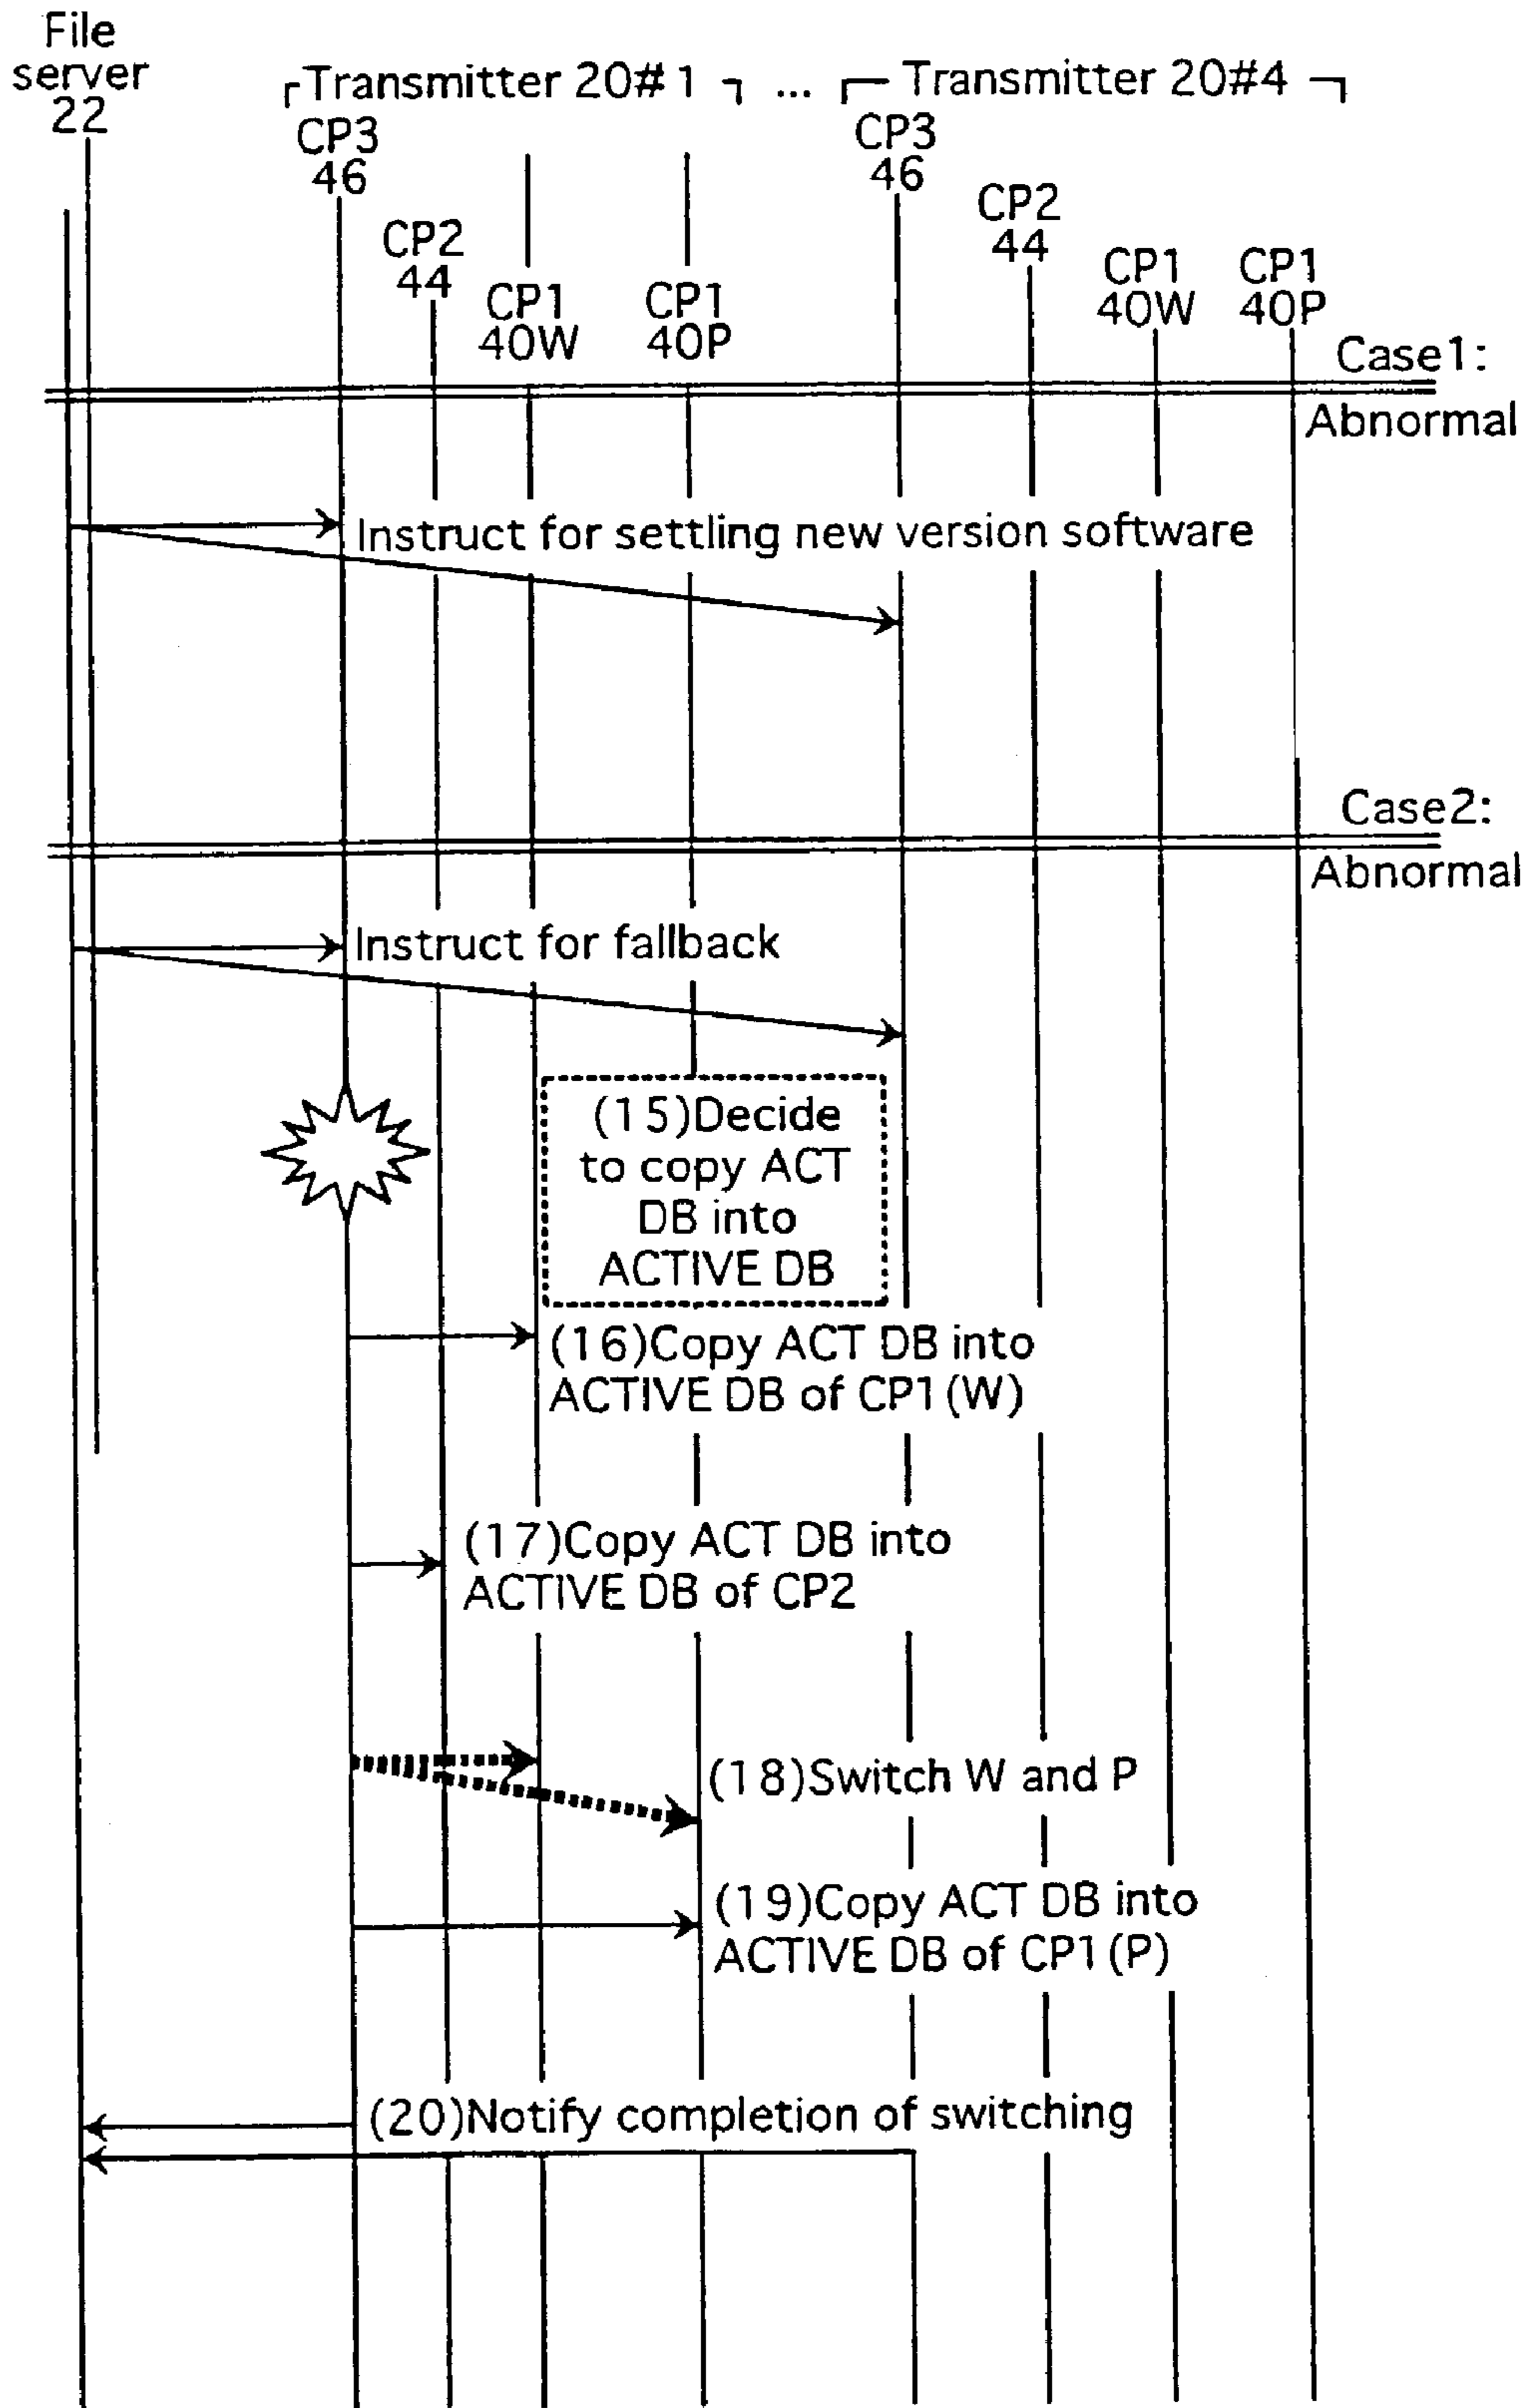 File
server
22
Transmitter 20#1 ... Transmitter 20#4
CP3
46
CP2
44
CP1
40W
CP1
40P
CP3
46
CP2
44
CP1
40W
CP1
40P
Case1:
Abnormal
Instruct for settling new version software
Case2:
Abnormal
Instruct for fallback
(15)Decide
to copy ACT
DB into
ACTIVE DB
(16)Copy ACT DB into
ACTIVE DB of CP1(W)
(17)Copy ACT DB into
ACTIVE DB of CP2
(18)Switch W and P
(19)Copy ACT DB into
ACTIVE DB of CP1(P)
(20)Notify completion of switching